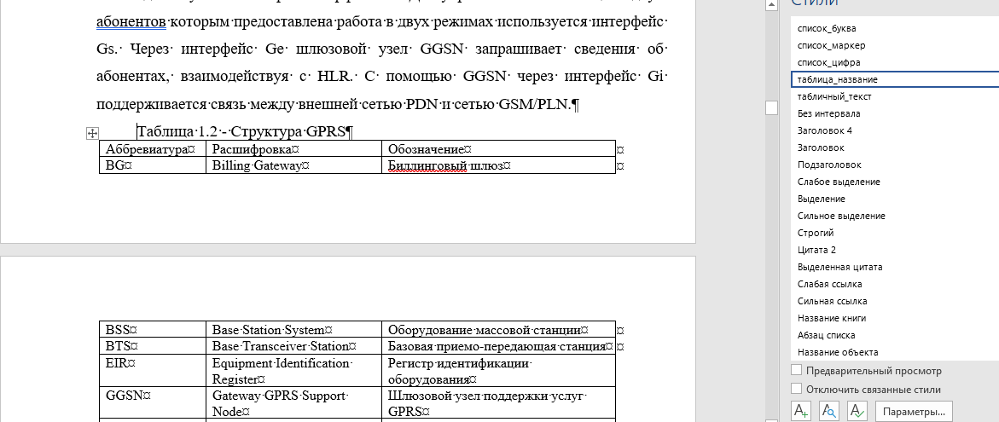 абонентов которым предоставлена работа в двух режимах используется интерфейс
Gs. Через интерфейс Ge шлюзовой узел GGSN запрашивает сведения об
абонентах, взаимодействуя с HLR. С помощью GGSN через интерфейс Gi
поддерживается связь между внешней сетью PDN и сетью GSM/PLN.¶
Таблица 1.2 - Структура GPRS¶
Аббревиатура¤ Расшифровка¤ Обозначение¤ ¤
BG¤ Billing Gateway¤ Биллинговый шлюз¤ ¤
BSS¤ Base Station System¤ Оборудование массовой станции¤ ¤
BTS¤ Base Transceiver Station¤ Базовая приемо-передающая станция¤ ¤
EIR¤ Equipment Identification Регистр идентификации
Register¤ оборудования¤
GGSN¤ Gateway GPRS Support Шлюзовой узел поддержки услуг
Node¤ GPRS¤
Стили
список_буква
список_маркер
список_цифра
таблица_название
табличный_текст
Без интервала
Заголовок 4
Заголовок
Подзаголовок
Слабое выделение
Выделение
Сильное выделение
Строгий
Цитата 2
Выделенная цитата
Слабая ссылка
Сильная ссылка
Название книги
Абзац списка
Название объекта
Предварительный просмотр
Отключить связанные стили
Параметры...